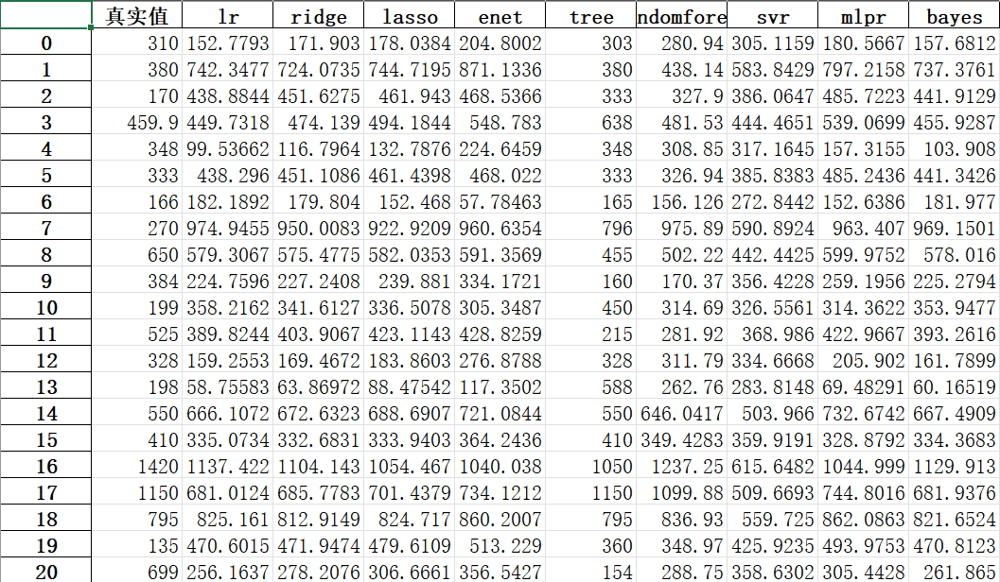 真实值 lr ridge lasso enet tree ndomfore svr mlpr bayes
0 310 152.7793 171.903 178.0384 204.8002 303 280.94 305.1159 180.5667 157.6812
1 380 742.3477 724.0735 744.7195 871.1336 380 438.14 583.8429 797.2158 737.3761
2 170 438.8844 451.6275 461.943 468.5366 333 327.9 386.0647 485.7223 441.9129
3 459.9 449.7318 474.139 494.1844 548.783 638 481.53 444.4651 539.0699 455.9287
4 348 99.53662 116.7964 132.7876 224.6459 348 308.85 317.1645 157.3155 103.908
5 333 438.296 451.1086 461.4398 468.022 333 326.94 385.8383 485.2436 441.3426
6 166 182.1892 179.804 152.468 57.78463 165 156.126 272.8442 152.6386 181.977
7 270 974.9455 950.0083 922.9209 960.6354 796 975.89 590.8924 963.407 969.1501
8 650 579.3067 575.4775 582.0353 591.3569 455 502.22 442.4425 599.9752 578.016
9 384 224.7596 227.2408 239.881 334.1721 160 170.37 356.4228 259.1956 225.2794
10 199 358.2162 341.6127 336.5078 305.3487 450 314.69 326.5561 314.3622 353.9477
11 525 389.8244 403.9067 423.1143 428.8259 215 281.92 368.986 422.9667 393.2616
12 328 159.2553 169.4672 183.8603 276.8788 328 311.79 334.6668 205.902 161.7899
13 198 58.75583 63.86972 88.47542 117.3502 588 262.76 283.8148 69.48291 60.16519
14 550 666.1072 672.6323 688.6907 721.0844 550 646.0417 503.966 732.6742 667.4909
15 410 335.0734 332.6831 333.9403 364.2436 410 349.4283 359.9191 328.8792 334.3683
16 1420 1137.422 1104.143 1054.467 1040.038 1050 1237.25 615.6482 1044.999 1129.913
17 1150 681.0124 685.7783 701.4379 734.1212 1150 1099.88 509.6693 744.8016 681.9376
18 795 825.161 812.9149 824.717 860.2007 795 836.93 559.725 862.0863 821.6524
19 135 470.6015 471.9474 479.6109 513.229 360 348.97 425.9235 493.9753 470.8123
20 699 256.1637 278.2076 306.6661 356.5427 154 288.75 358.6302 305.4428 261.865